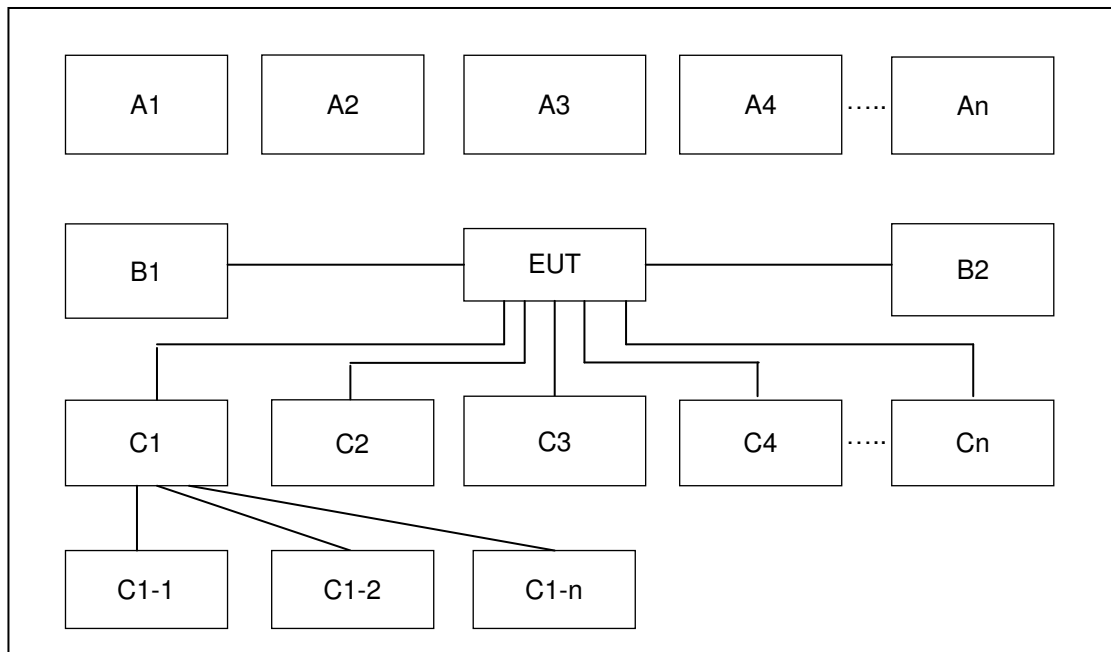 A1 A2 A3 A4 ..... An
B1 EUT B2
C1 C2 C3 C4 ..... Cn
C1-1 C1-2 C1-n